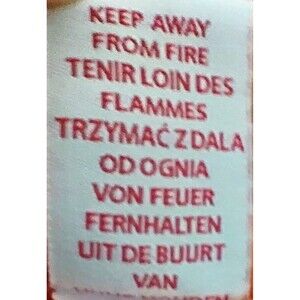 KEEP AWAY
FROM FIRE
TENIR LOIN DES
FLAMMES
TRZYMAĆ Z DALA
OD OGNIA
VON FEUER
FERNHALTEN
UIT DE BUURT
VAN